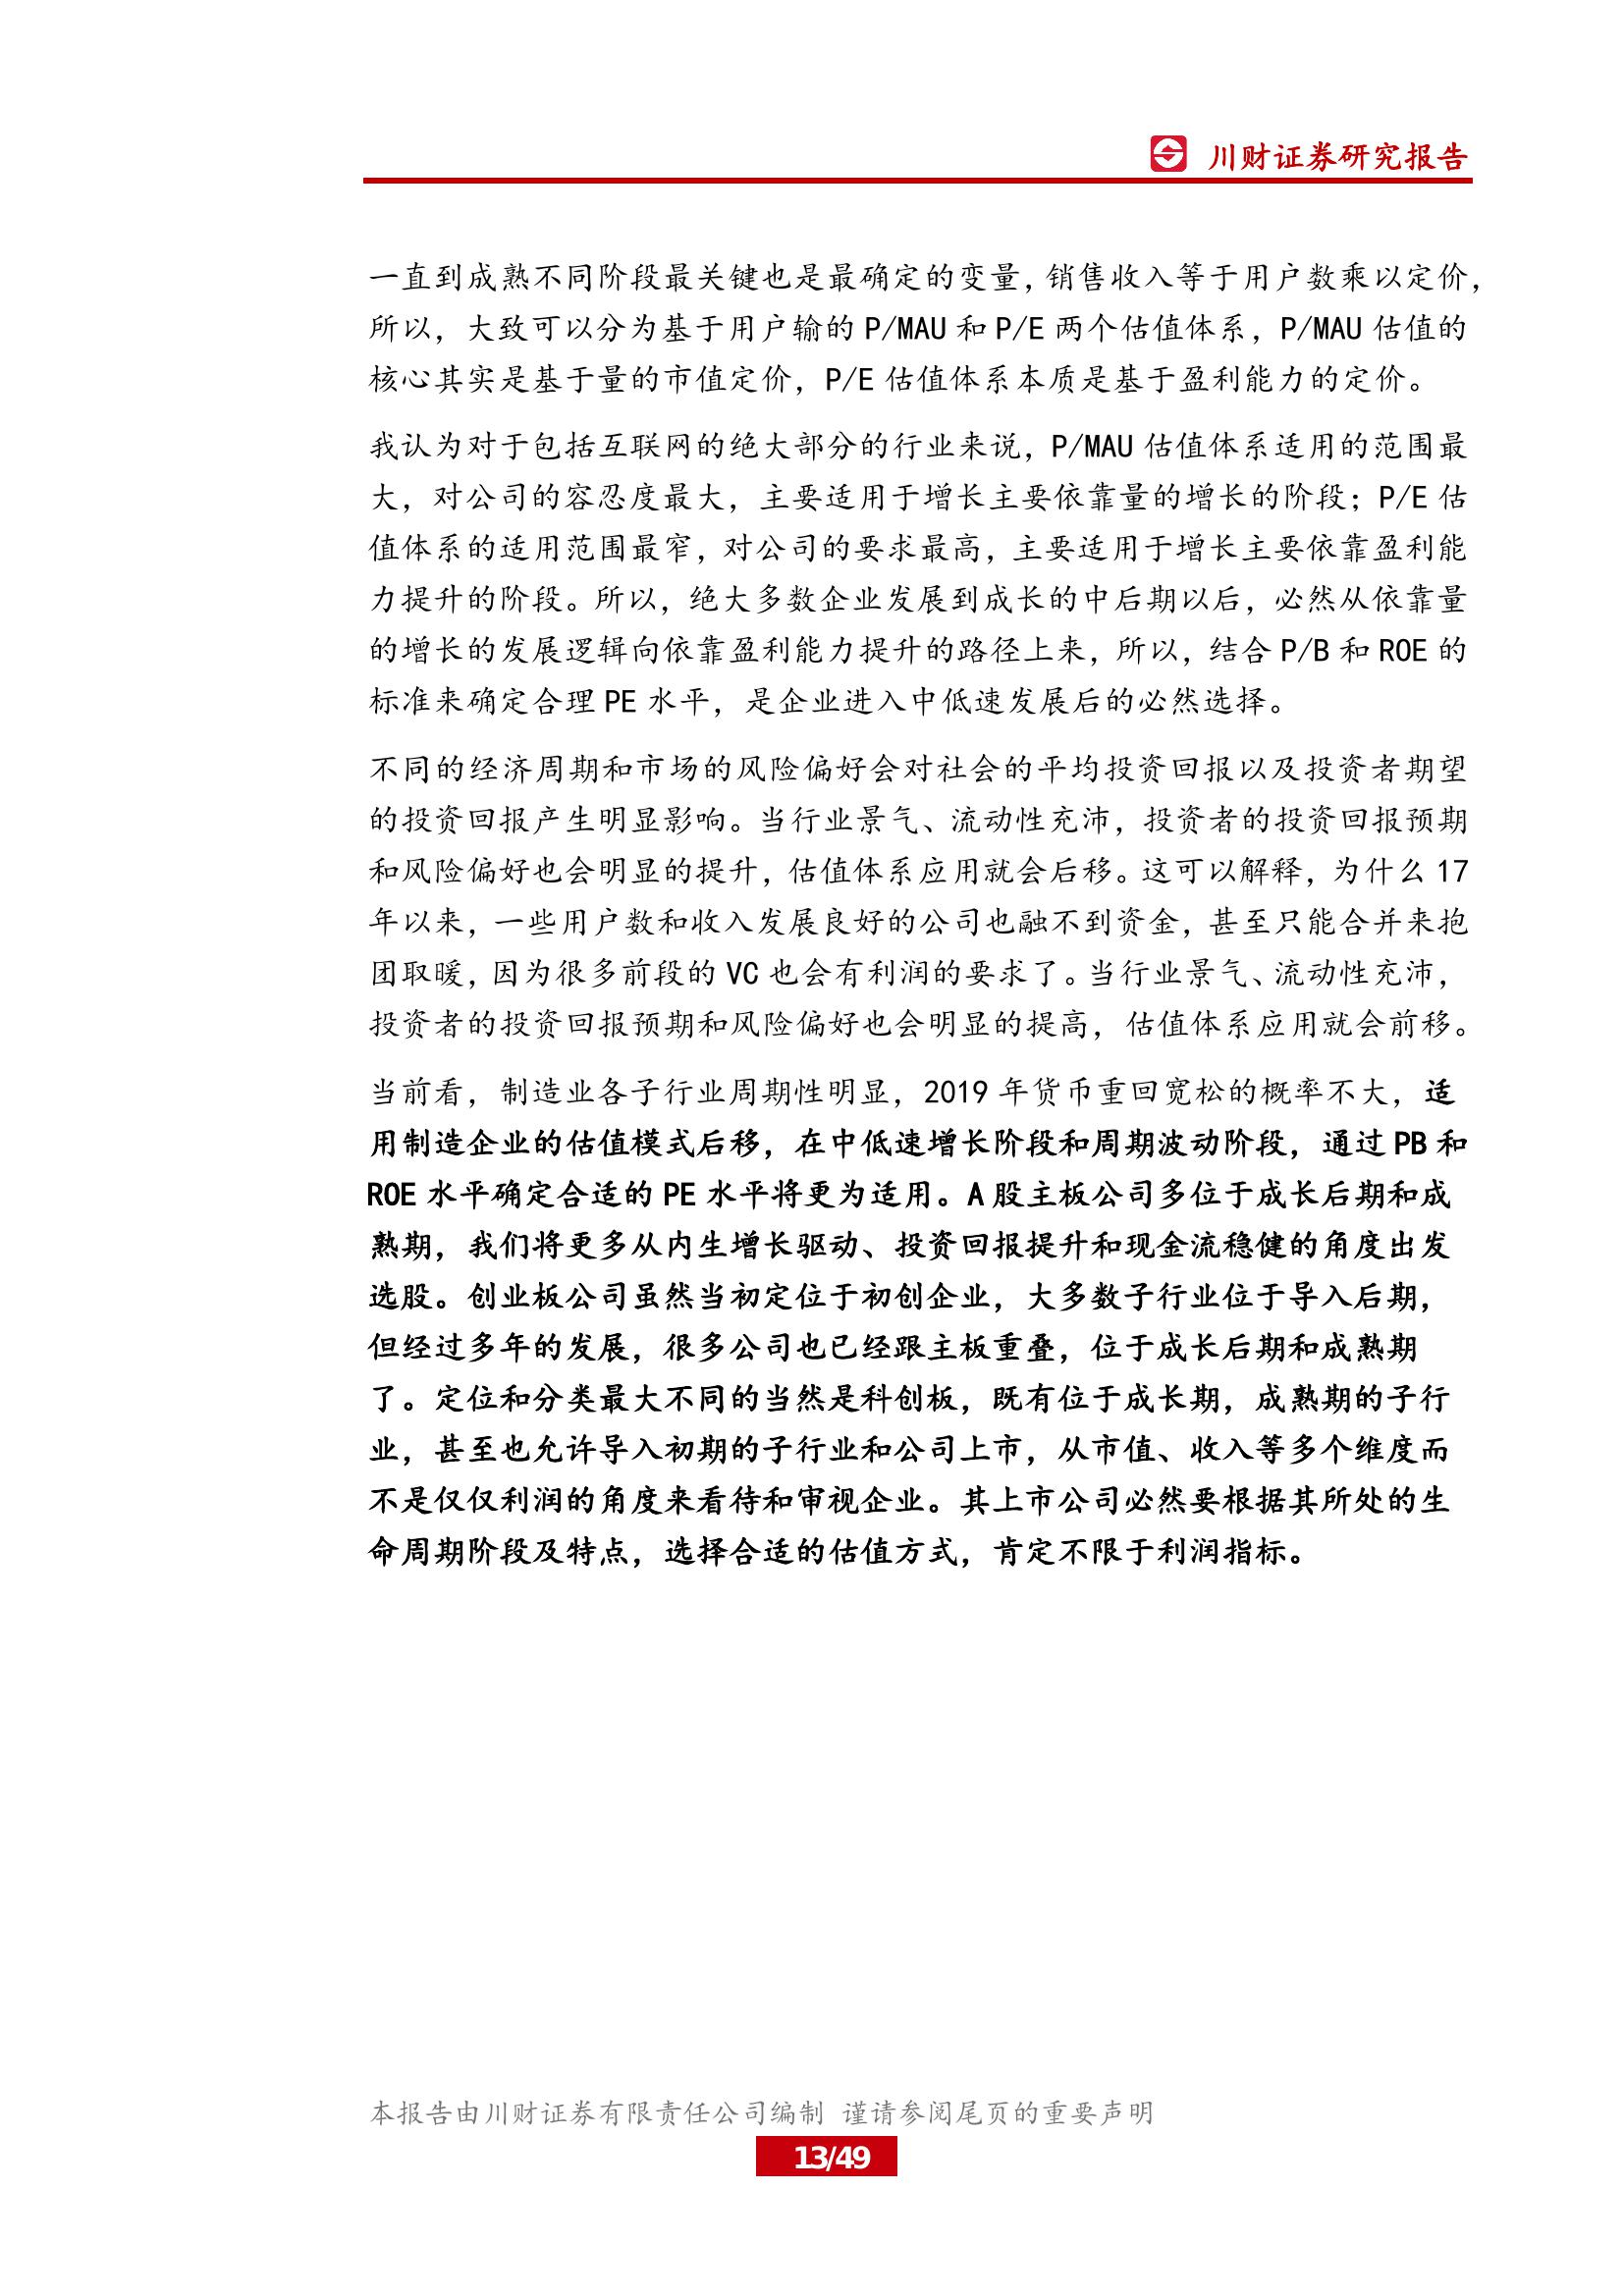 川财证券研究报告
一直到成熟不同阶段最关键也是最确定的变量，销售收入等于用户数乘以定价，
所以，大致可以分为基于用户输的 P/MAU 和 P/E 两个估值体系，P/MAU 估值的
核心其实是基于量的市值定价，P/E 估值体系本质是基于盈利能力的定价。
我认为对于包括互联网的绝大部分的行业来说，P/MAU 估值体系适用的范围最
大，对公司的容忍度最大，主要适用于增长主要依靠量的增长的阶段；P/E 估
值体系的适用范围最窄，对公司的要求最高，主要适用于增长主要依靠盈利能
力提升的阶段。所以，绝大多数企业发展到成长的中后期以后，必然从依靠量
的增长的发展逻辑向依靠盈利能力提升的路径上来，所以，结合 P/B 和 ROE 的
标准来确定合理 PE 水平，是企业进入中低速发展后的必然选择。
不同的经济周期和市场的风险偏好会对社会的平均投资回报以及投资者期望
的投资回报产生明显影响。当行业景气、流动性充沛，投资者的投资回报预期
和风险偏好也会明显的提升，估值体系应用就会后移。这可以解释，为什么 17
年以来，一些用户数和收入发展良好的公司也融不到资金，甚至只能合并来抱
团取暖，因为很多前段的 VC 也会有利润的要求了。当行业景气、流动性充沛，
投资者的投资回报预期和风险偏好也会明显的提高，估值体系应用就会前移。
当前看，制造业各子行业周期性明显，2019 年货币重回宽松的概率不大，适
用制造企业的估值模式后移，在中低速增长阶段和周期波动阶段，通过 PB 和
ROE 水平确定合适的 PE 水平将更为适用。A 股主板公司多位于成长后期和成
熟期，我们将更多从内生增长驱动、投资回报提升和现金流稳健的角度出发
选股。创业板公司虽然当初定位于初创企业，大多数子行业位于导入后期，
但经过多年的发展，很多公司也已经跟主板重叠，位于成长后期和成熟期
了。定位和分类最大不同的当然是科创板，既有位于成长期，成熟期的子行
业，甚至也允许导入初期的子行业和公司上市，从市值、收入等多个维度而
不是仅仅利润的角度来看待和审视企业。其上市公司必然要根据其所处的生
命周期阶段及特点，选择合适的估值方式，肯定不限于利润指标。
本报告由川财证券有限责任公司编制 谨请参阅尾页的重要声明
13/49